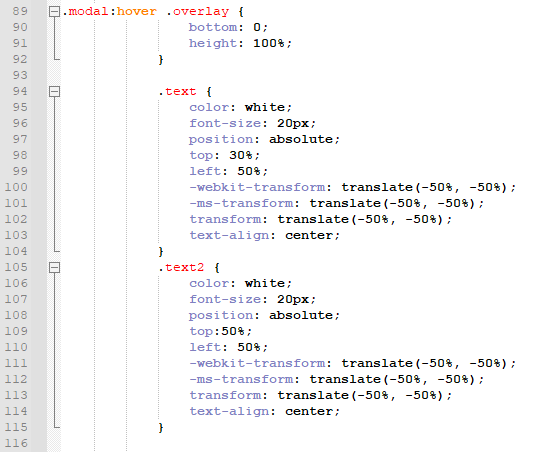 89 .modal:hover .overlay {
90 bottom: 0;
91 height: 100%;
92 }
93
94 .text {
95 color: white;
96 font-size: 20px;
97 position: absolute;
98 top: 30%;
99 left: 50%;
100 -webkit-transform: translate(-50%, -50%);
101 -ms-transform: translate(-50%, -50%);
102 transform: translate(-50%, -50%);
103 text-align: center;
104 }
105 .text2 {
106 color: white;
107 font-size: 20px;
108 position: absolute;
109 top:50%;
110 left: 50%;
111 -webkit-transform: translate(-50%, -50%);
112 -ms-transform: translate(-50%, -50%);
113 transform: translate(-50%, -50%);
114 text-align: center;
115 }
116